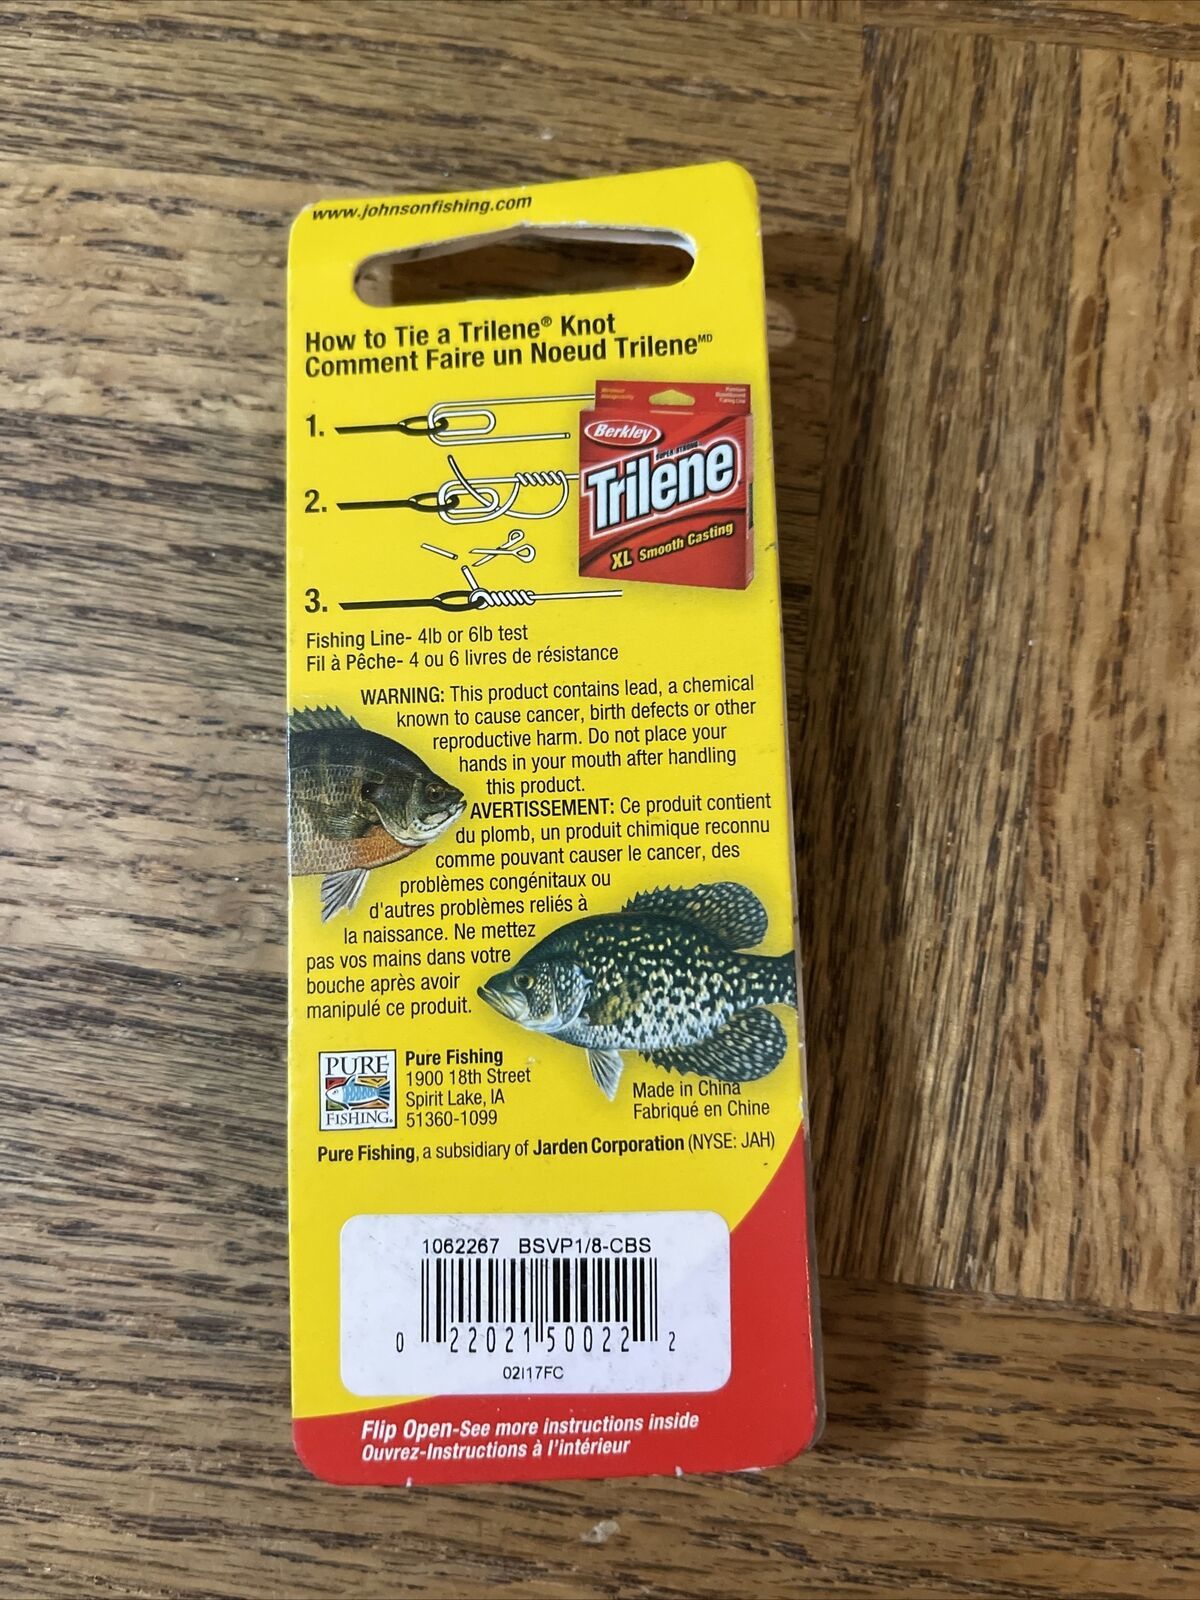 www.johnsonfishing.com
How to Tie a Trilene® Knot
Comment Faire un Noeud Trilene MD
1.
2.
3.
Berkley
SUPER STRONG
Trilene
XL Smooth Casting
Fishing Line- 4lb or 6lb test
Fil à Pêche- 4 ou 6 livres de résistance
WARNING: This product contains lead, a chemical
known to cause cancer, birth defects or other
reproductive harm. Do not place your
hands in your mouth after handling
this product.
AVERTISSEMENT: Ce produit contient
du plomb, un produit chimique reconnu
comme pouvant causer le cancer, des
problèmes congénitaux ou
d'autres problèmes reliés à
la naissance. Ne mettez
pas vos mains dans votre
bouche après avoir
manipulé ce produit.
PURE
FISHING®
Pure Fishing
1900 18th Street
Spirit Lake, IA
51360-1099
Made in China
Fabriqué en Chine
Pure Fishing, a subsidiary of Jarden Corporation (NYSE: JAH)
1062267 BSVP1/8-CBS
0 22021 50022 2
02I17FC
Flip Open-See more instructions inside
Ouvrez-Instructions à l'intérieur